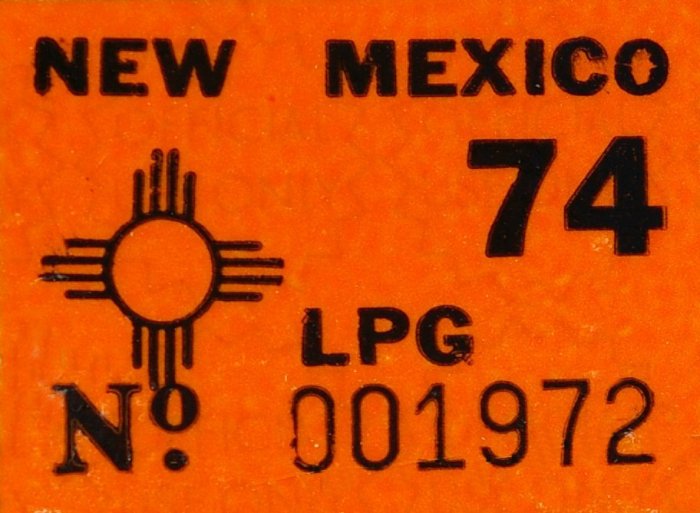 NEW MEXICO
74
LPG
Nº. 001972